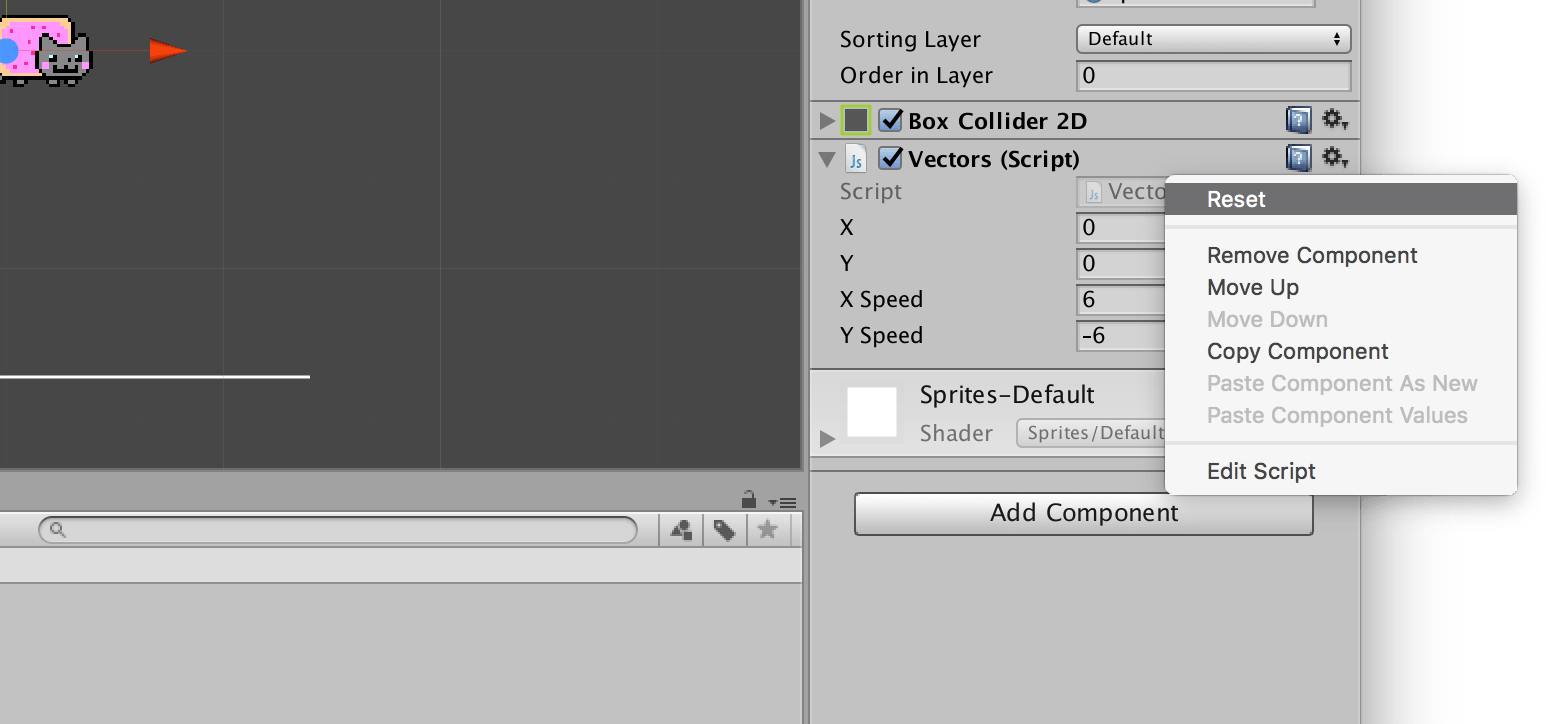 Sorting Layer Default
Order in Layer 0
Box Collider 2D ?
Js Vectors (Script) ?
Script Js Vecto
X 0
Y 0
X Speed 6
Y Speed -6
Reset
Remove Component
Move Up
Move Down
Copy Component
Paste Component As New
Paste Component Values
Edit Script
Sprites-Default
Shader Sprites/Default
Add Component